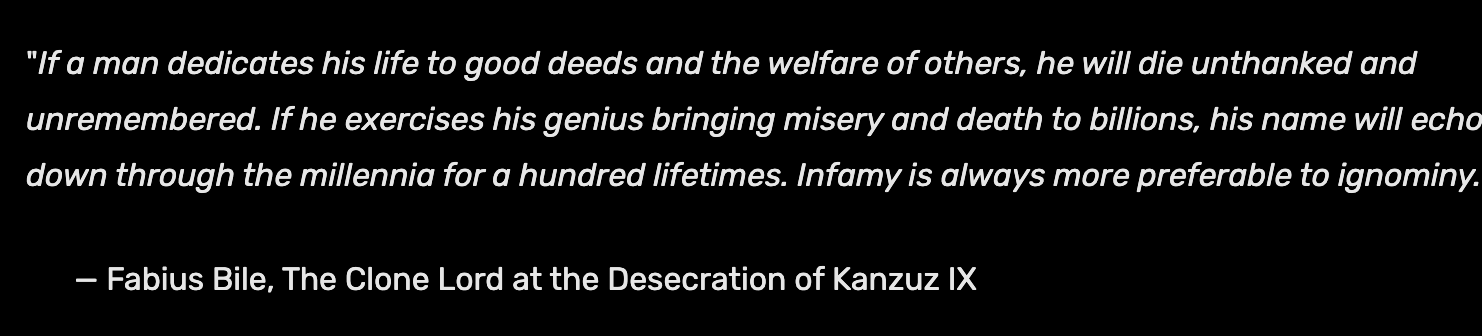 "If a man dedicates his life to good deeds and the welfare of others, he will die unthanked and
unremembered. If he exercises his genius bringing misery and death to billions, his name will echo
down through the millennia for a hundred lifetimes. Infamy is always more preferable to ignominy.
— Fabius Bile, The Clone Lord at the Desecration of Kanzuz IX